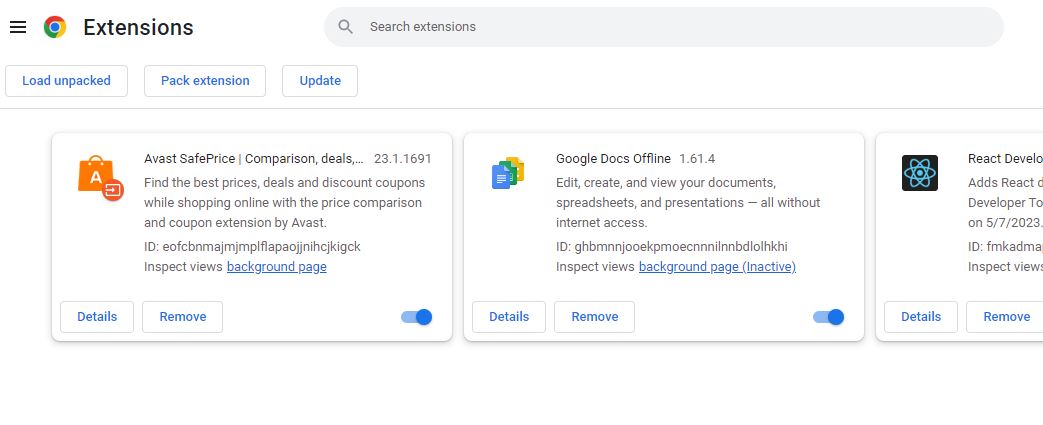 Extensions
Search extensions
Load unpacked
Pack extension
Update
Avast SafePrice | Comparison, deals,... 23.1.1691
Find the best prices, deals and discount coupons
while shopping online with the price comparison
and coupon extension by Avast.
ID: eofcbnmajmjmplflapaojjnihcjkigck
Inspect views background page
Details
Remove
Google Docs Offline 1.61.4
Edit, create, and view your documents,
spreadsheets, and presentations — all without
internet access.
ID: ghbmnnjooekpmoecnnnilnnbdlolhkhi
Inspect views background page (Inactive)
Details
Remove
React Develo
Adds React d
Developer To
on 5/7/2023.
ID: fmkadmap
Inspect views
Details
Remove